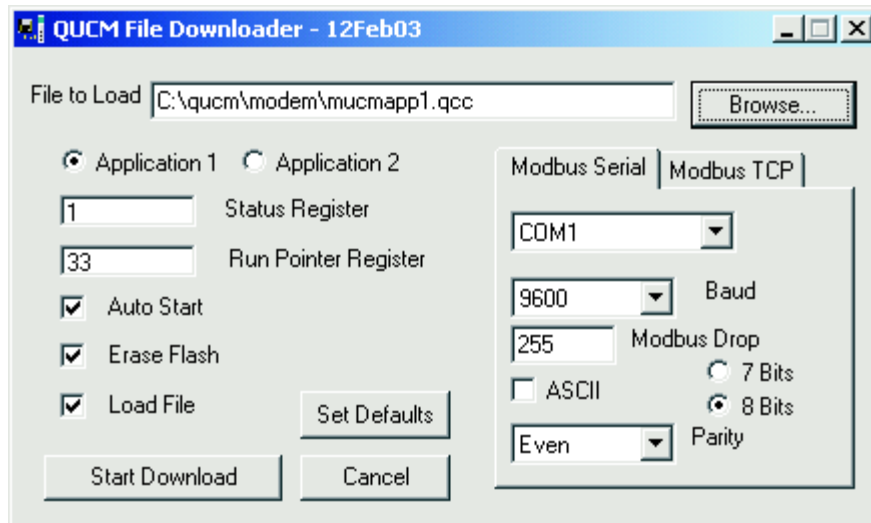 QUCM File Downloader - 12Feb03
File to Load C:\qucm\modem\mucmapp1.qcc Browse...
Application 1 Application 2
1 Status Register
33 Run Pointer Register
Auto Start
Erase Flash
Load File
Set Defaults
Start Download Cancel
Modbus Serial Modbus TCP
COM1
9600 Baud
255 Modbus Drop
7 Bits
ASCII
8 Bits
Even Parity